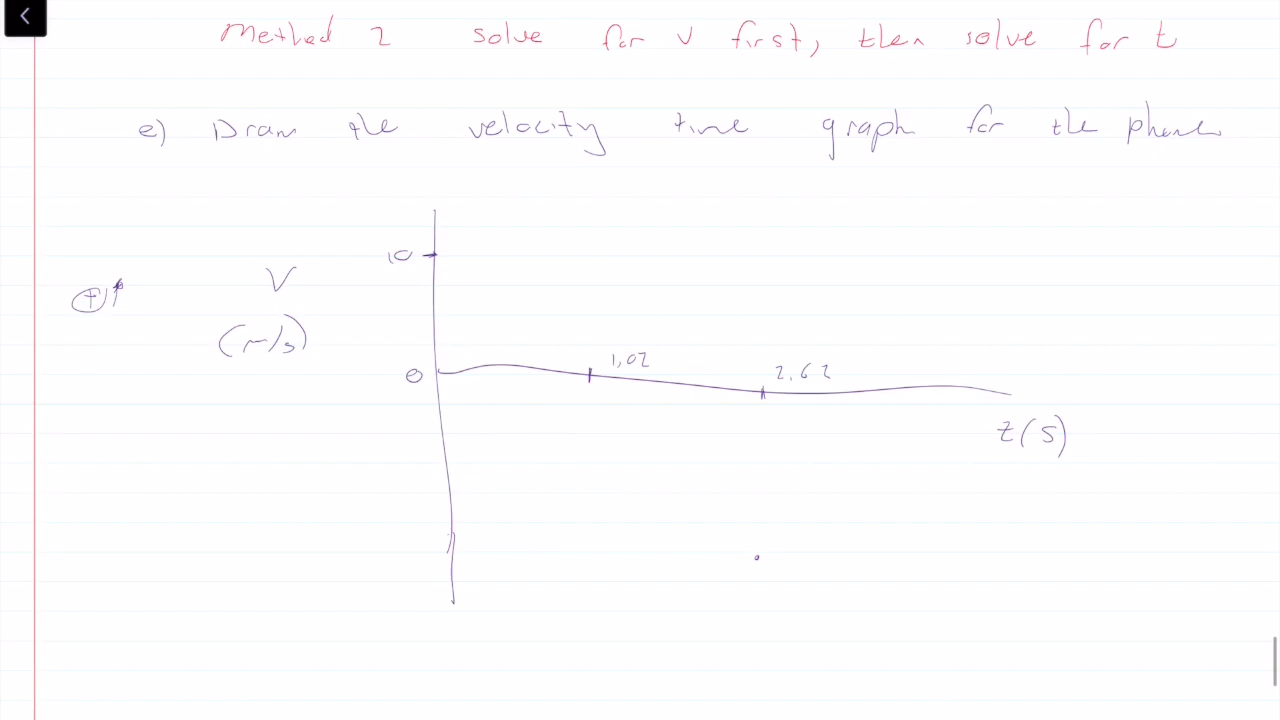 Method 2 solve for v first, then solve for t
e) Draw the velocity time graph for the phone.
10
+
V
(m/s)
0
1,02
2.62
t(s)